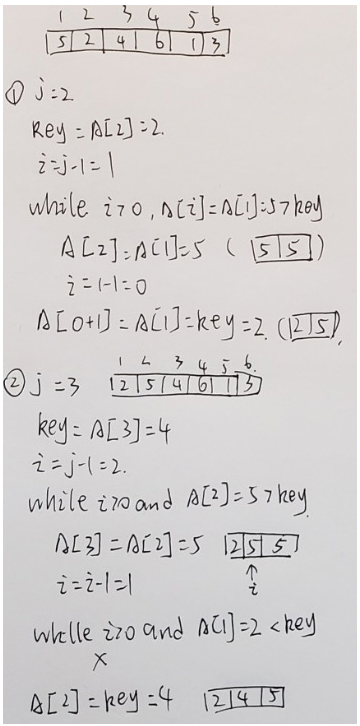 1 2 3 4 5 6
5 2 4 6 1 3
① j=2
Key = A[2]=2.
i=j-1=1
while i>0, A[i]=A[1]=5>key
A[2]=A[1]=5 ( 5 5 )
i=1-1=0
A[0+1]=A[1]=key=2. ( 2 5 ).
1 2 3 4 5 6.
② j=3 2 5 4 6 1 3
key=A[3]=4
i=j-1=2.
while i>0 and A[2]=5>key.
A[3]=A[2]=5 2 5 5
i=i-1=1 ↑
i
while i>0 and A[1]=2<key
×
A[2]=key=4 2 4 5